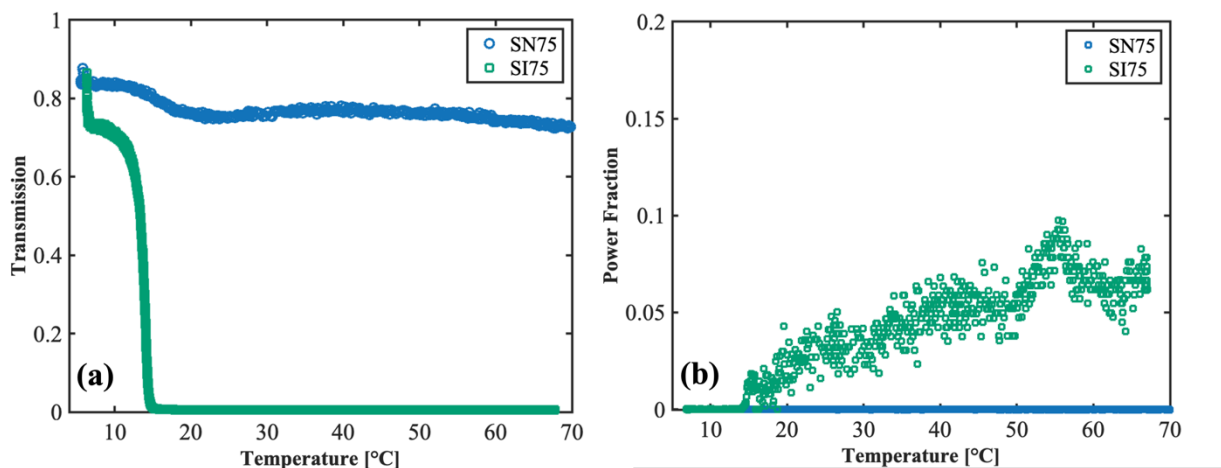 1
0.8
0.6
0.4
0.2
0
Transmission
SN75
SI75
(a)
10 20 30 40 50 60 70
Temperature [°C]
0.2
0.15
0.1
0.05
0
Power Fraction
SN75
SI75
(b)
10 20 30 40 50 60 70
Temperature [°C]